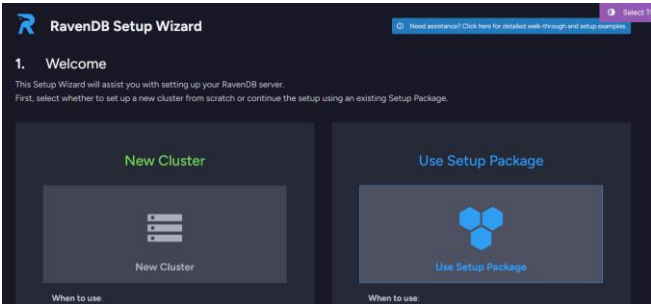 RavenDB Setup Wizard
Need assistance? Click here for detailed walk-through and setup examples.
Select T
1. Welcome
This Setup Wizard will assist you with setting up your RavenDB server.
First, select whether to set up a new cluster from scratch or continue the setup using an existing Setup Package.
New Cluster
Use Setup Package
New Cluster
Use Setup Package
When to use:
When to use: